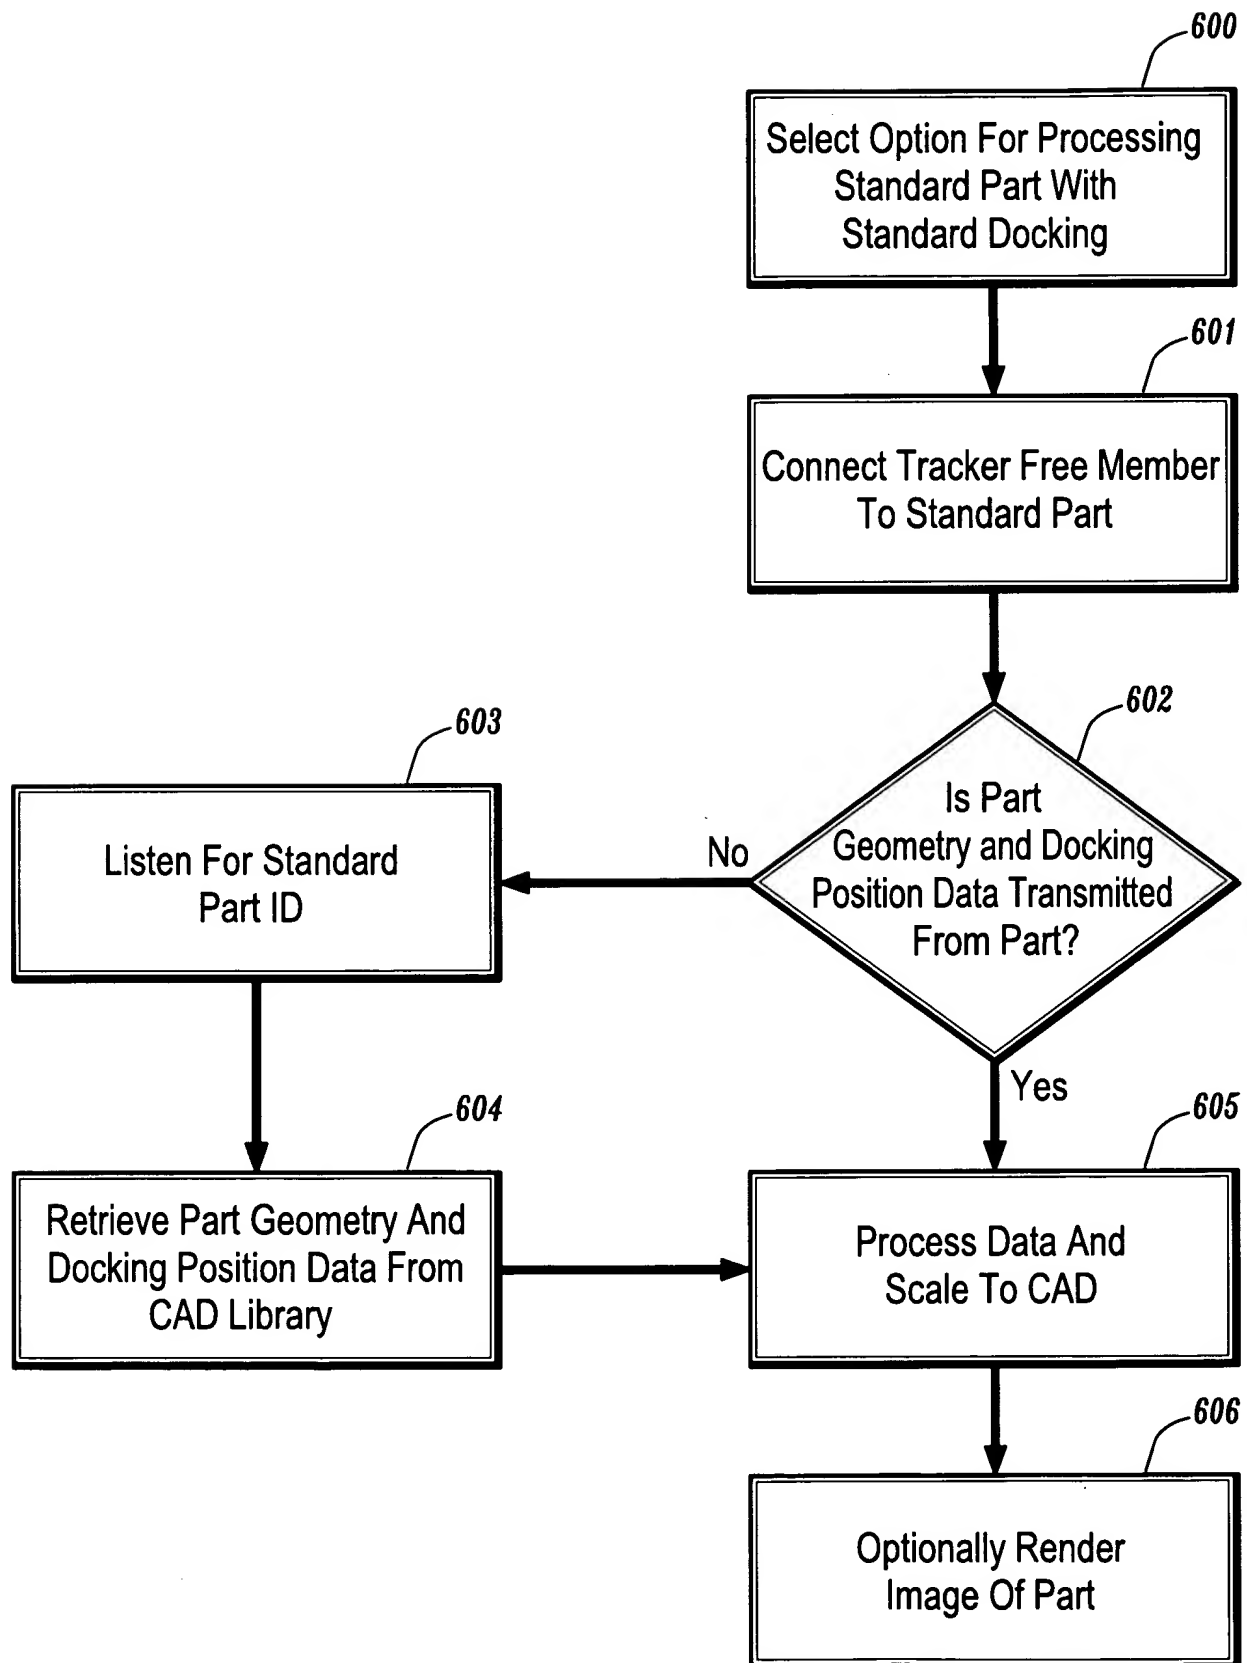 600
Select Option For Processing
Standard Part With
Standard Docking
601
Connect Tracker Free Member
To Standard Part
602
Is Part
Geometry and Docking
Position Data Transmitted
From Part?
No
603
Listen For Standard
Part ID
Yes
604
Retrieve Part Geometry And
Docking Position Data From
CAD Library
605
Process Data And
Scale To CAD
606
Optionally Render
Image Of Part